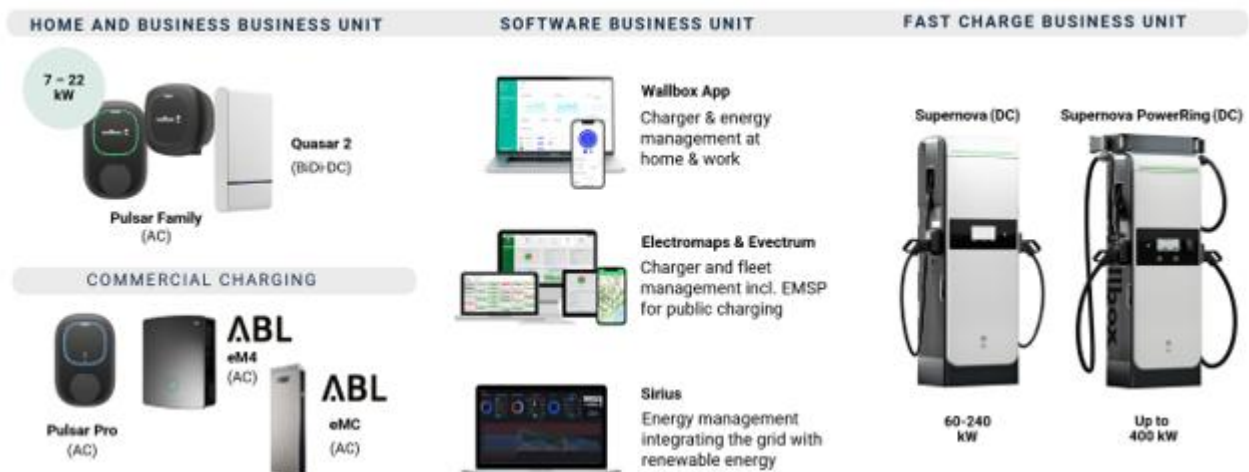 HOME AND BUSINESS BUSINESS UNIT
7 – 22
kW
Quasar 2
(BiDi-DC)
Pulsar Family
(AC)
COMMERCIAL CHARGING
ABL
eM4
(AC)
ABL
eMC
(AC)
Pulsar Pro
(AC)
SOFTWARE BUSINESS UNIT
Wallbox App
Charger & energy
management at
home & work
Electromaps & Evectrum
Charger and fleet
management incl. EMSP
for public charging
Sirius
Energy management
integrating the grid with
renewable energy
FAST CHARGE BUSINESS UNIT
Supernova (DC)
60-240
kW
Supernova PowerRing (DC)
Up to
400 kW